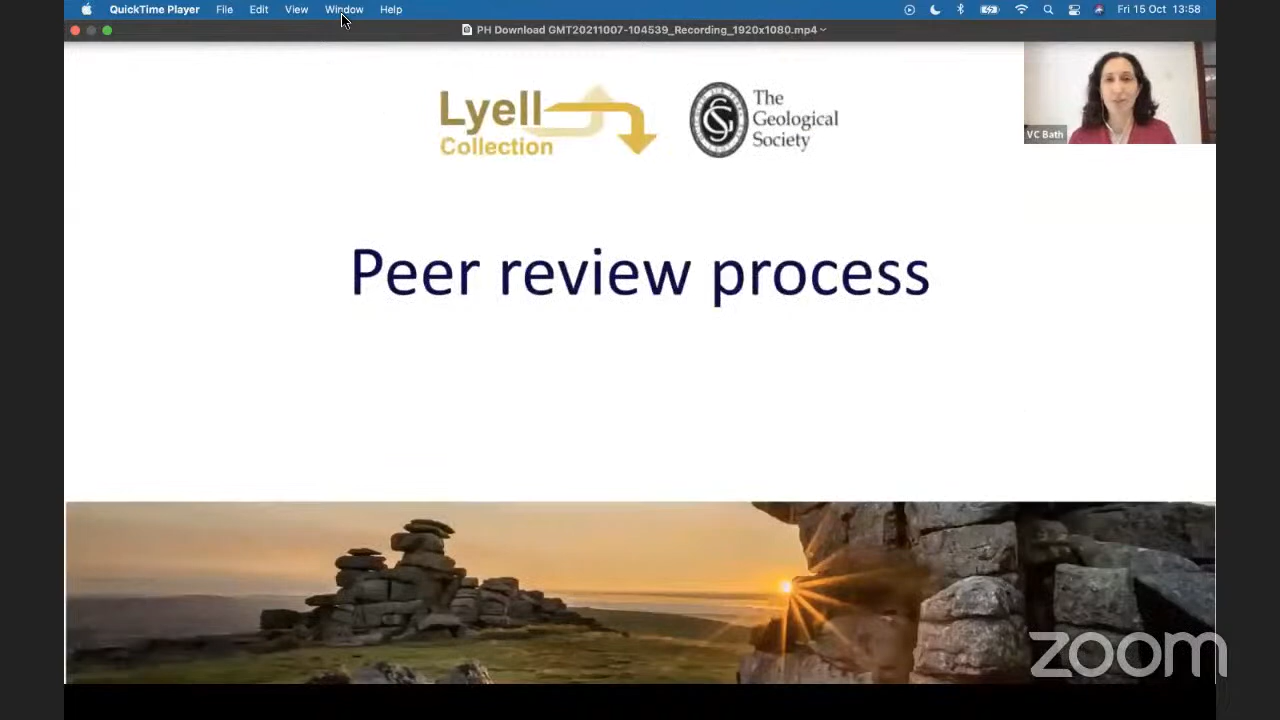 QuickTime Player File Edit View Window Help Fri 15 Oct 13:58
PH Download GMT20211007-104539_Recording_1920x1080.mp4
Lyell
Collection
The
Geological
Society
VC Bath
Peer review process
zoom